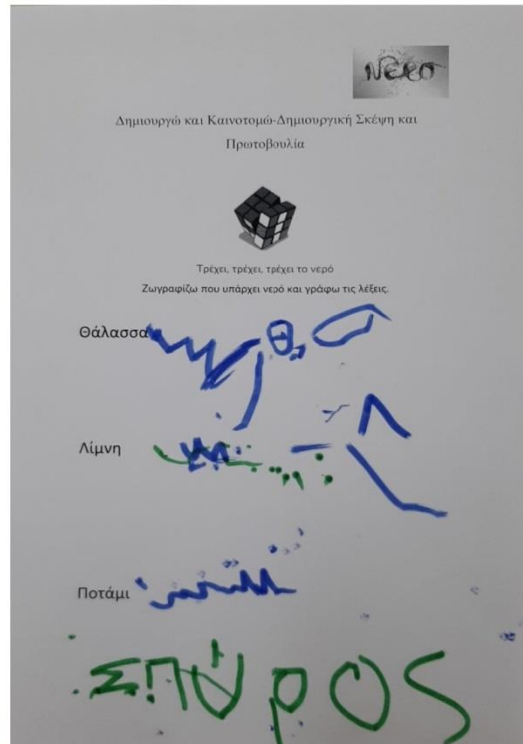 Νερο
Δημιουργώ και Καινοτομώ-Δημιουργική Σκέψη και
Πρωτοβουλία
Τρέχει, τρέχει, τρέχει το νερό
Ζωγραφίζω που υπάρχει νερό και γράφω τις λέξεις.
Θάλασσα
Λίμνη
Ποτάμι
ΣΠΥΡΟΣ